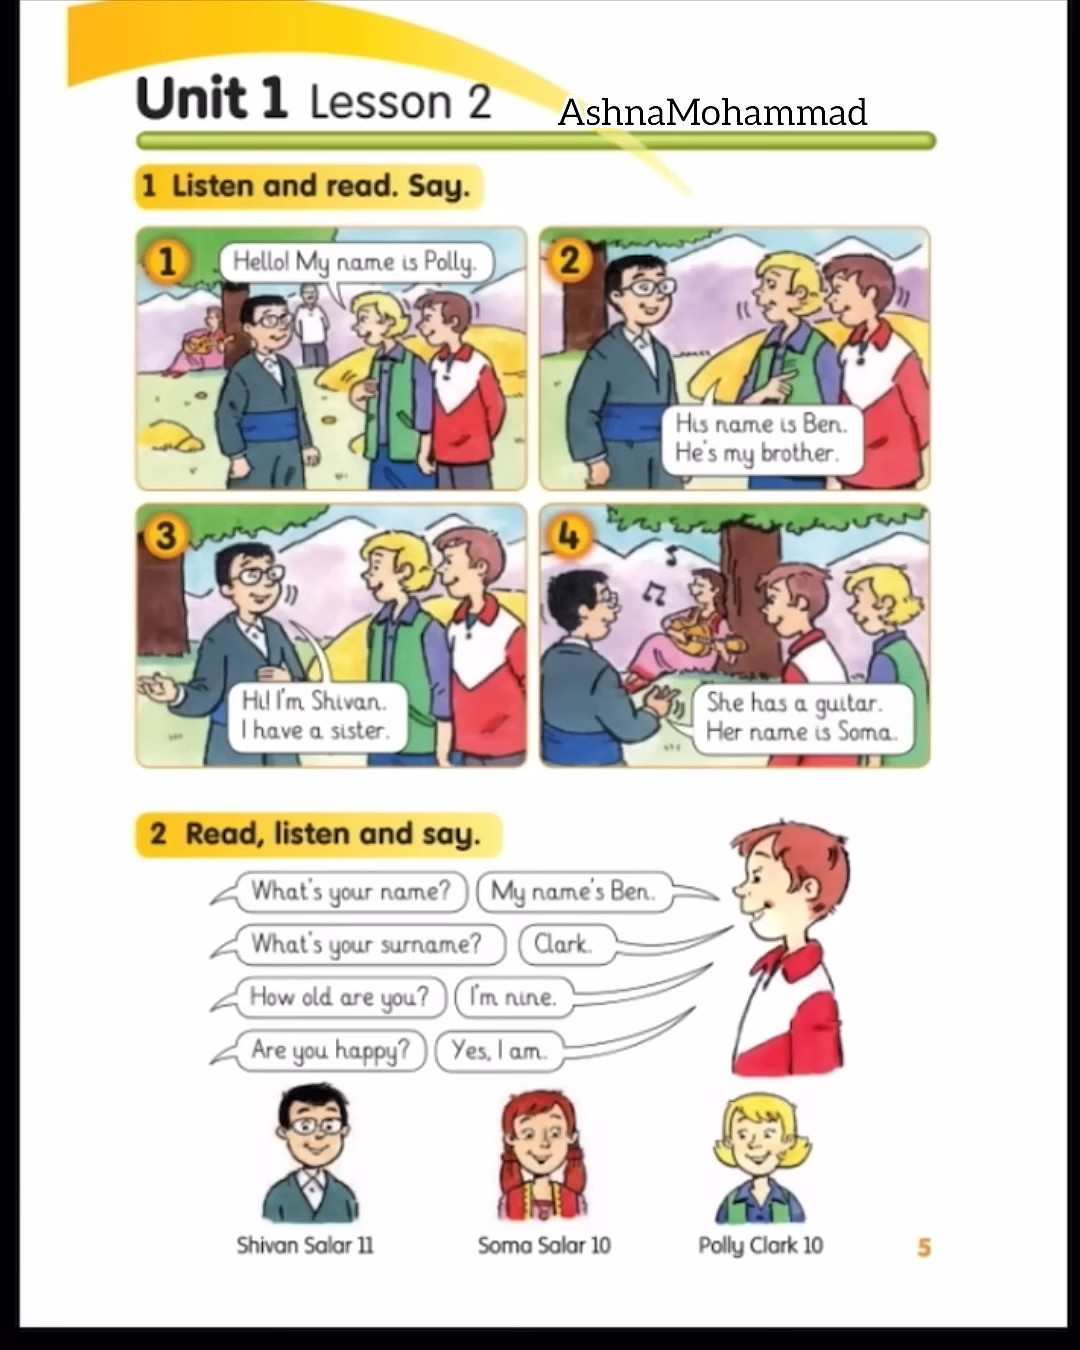 Unit 1 Lesson 2
AshnaMohammad
1 Listen and read. Say.
1
Hello! My name is Polly.
2
His name is Ben.
He's my brother.
3
Hi! I'm Shivan.
I have a sister.
4
She has a guitar.
Her name is Soma.
2 Read, listen and say.
What's your name?
My name's Ben.
What's your surname?
Clark.
How old are you?
I'm nine.
Are you happy?
Yes, I am.
Shivan Salar 11
Soma Salar 10
Polly Clark 10
5